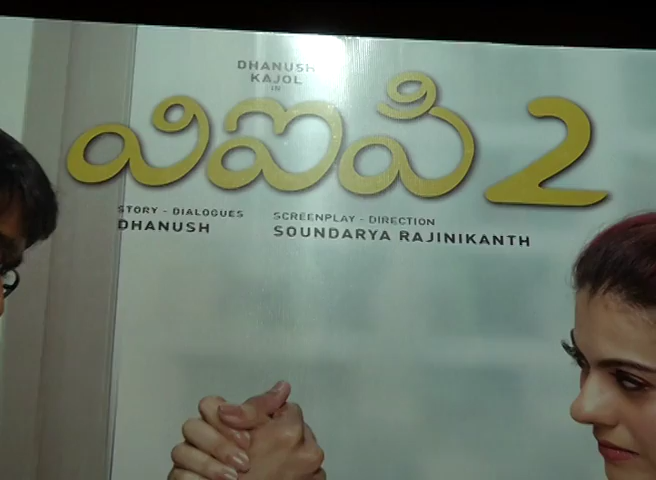 DHANUSH
KAJOL
IN
విఐపి 2
STORY - DIALOGUES
DHANUSH
SCREENPLAY - DIRECTION
SOUNDARYA RAJINIKANTH